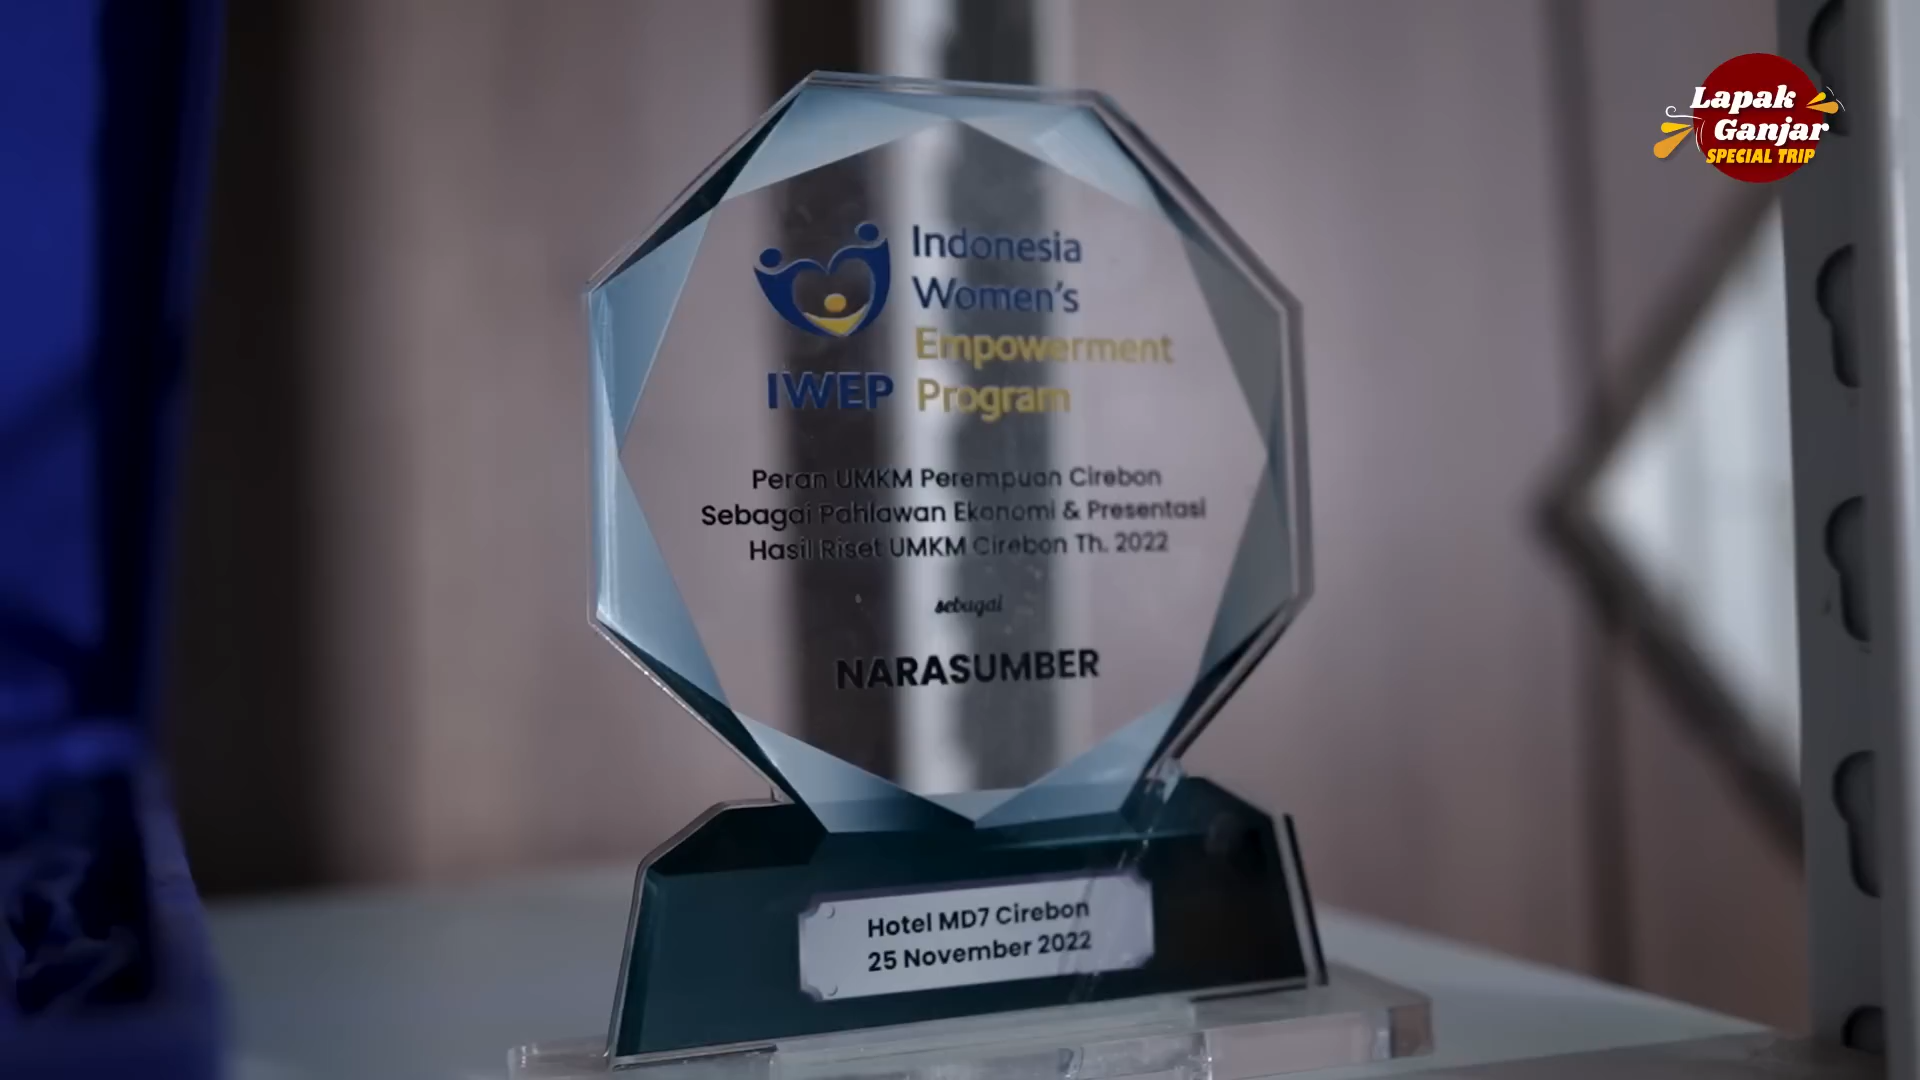 Lapak
Ganjar
SPECIAL TRIP
Indonesia
Women's
Empowerment
Program
IWEP
Peran UMKM Perempuan Cirebon
Sebagai Pahlawan Ekonomi & Presentasi
Hasil Riset UMKM Cirebon Th. 2022
sebagai
NARASUMBER
Hotel MD7 Cirebon
25 November 2022